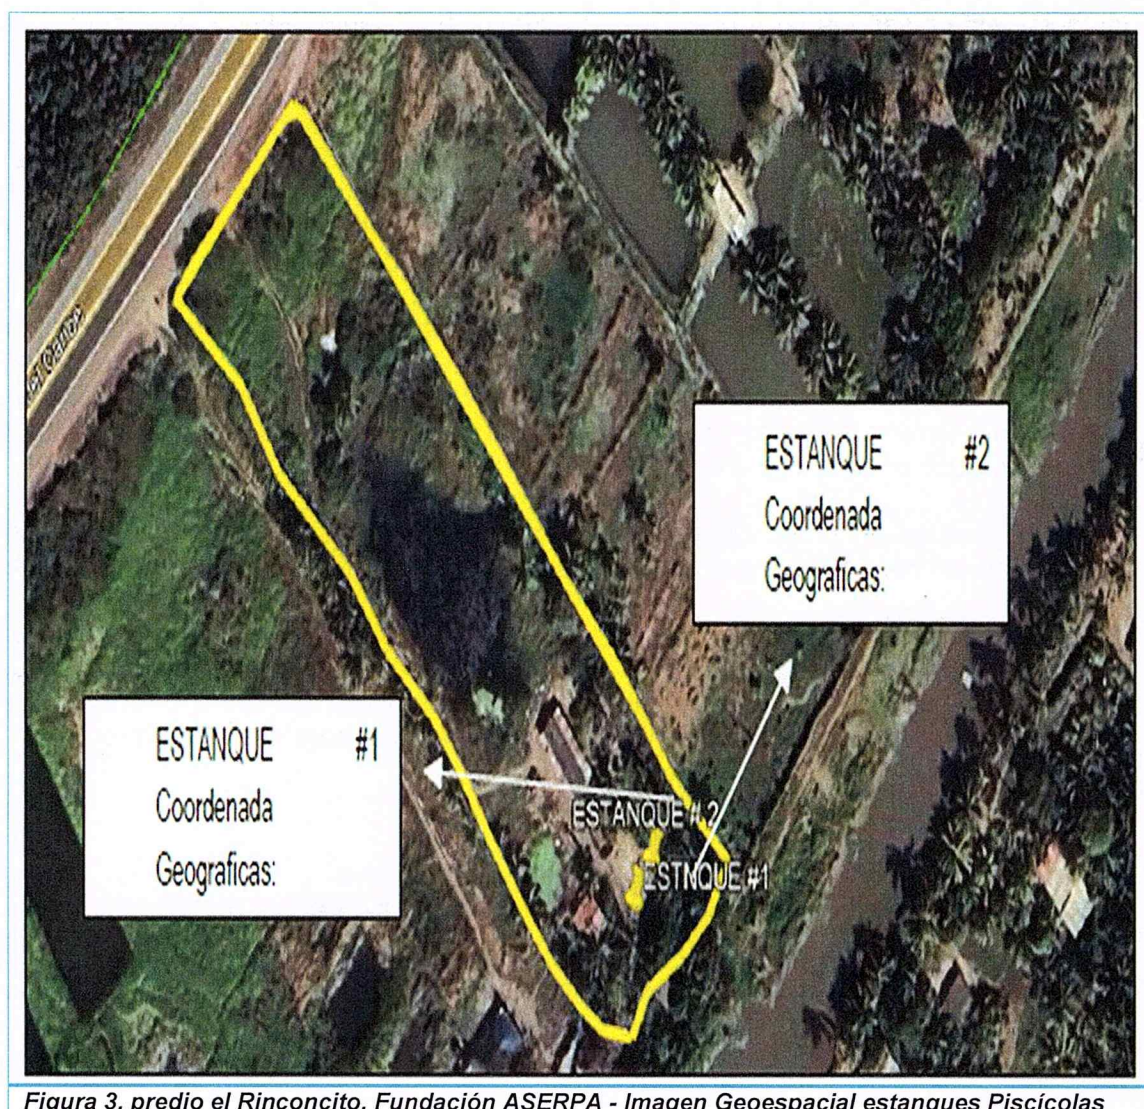 Caribe
ESTANQUE #2
Coordenada
Geograficas:
ESTANQUE #1
Coordenada
Geograficas:
ESTANQUE # 2
ESTNQUE #1
Figura 3. predio el Rinconcito. Fundación ASERPA - Imagen Geoespacial estanques Piscícolas